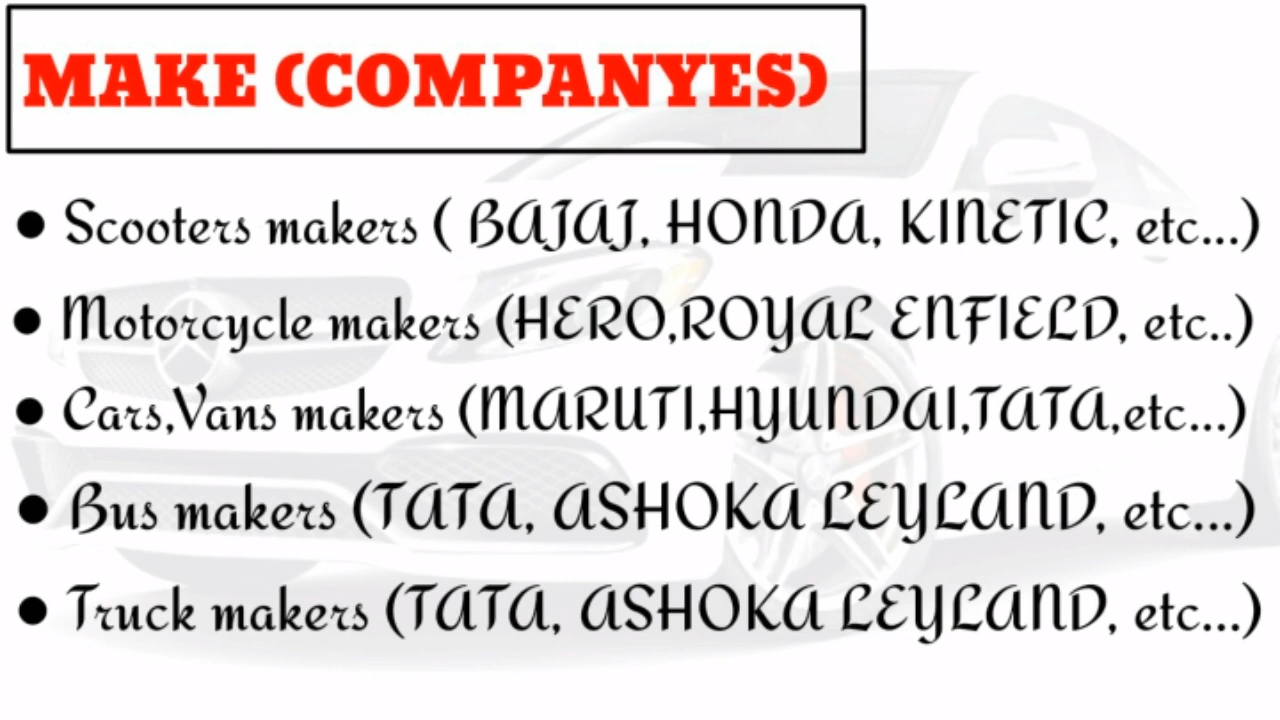 MAKE (COMPANYES)
● Scooters makers ( BAJAJ, HONDA, KINETIC, etc...)
● Motorcycle makers (HERO,ROYAL ENFIELD, etc..)
● Cars,Vans makers (MARUTI,HYUNDAI,TATA,etc...)
● Bus makers (TATA, ASHOKA LEYLAND, etc...)
● Truck makers (TATA, ASHOKA LEYLAND, etc...)